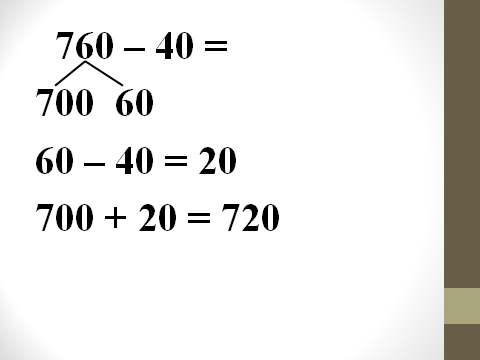 760 – 40 =
700 60
60 – 40 = 20
700 + 20 = 720